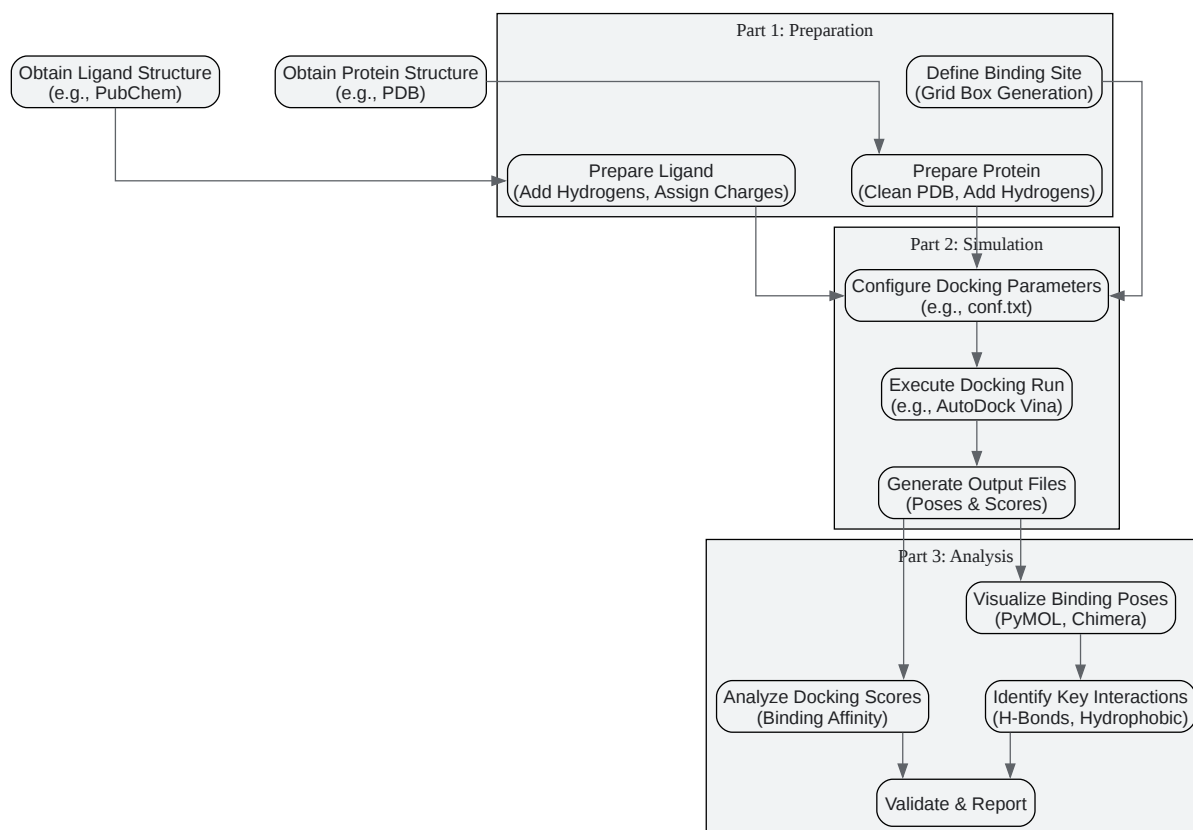 Part 1: Preparation
Obtain Ligand Structure
(e.g., PubChem)
Obtain Protein Structure
(e.g., PDB)
Define Binding Site
(Grid Box Generation)
Prepare Ligand
(Add Hydrogens, Assign Charges)
Prepare Protein
(Clean PDB, Add Hydrogens)
Part 2: Simulation
Configure Docking Parameters
(e.g., conf.txt)
Execute Docking Run
(e.g., AutoDock Vina)
Generate Output Files
(Poses & Scores)
Part 3: Analysis
Visualize Binding Poses
(PyMOL, Chimera)
Analyze Docking Scores
(Binding Affinity)
Identify Key Interactions
(H-Bonds, Hydrophobic)
Validate & Report